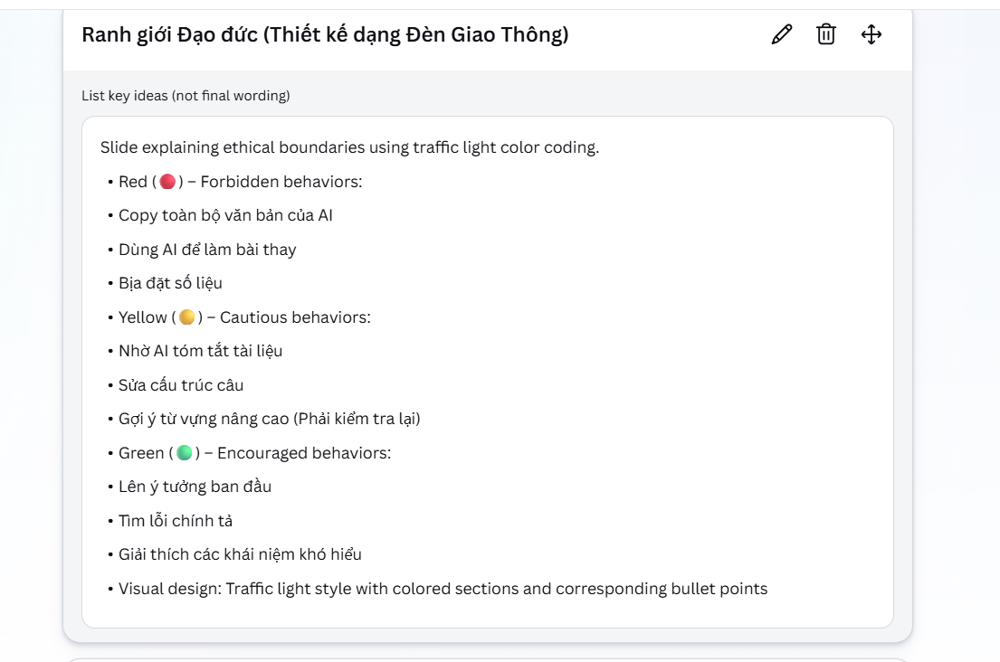 Ranh giới Đạo đức (Thiết kế dạng Đèn Giao Thông)
List key ideas (not final wording)
Slide explaining ethical boundaries using traffic light color coding.
• Red (🔴) – Forbidden behaviors:
• Copy toàn bộ văn bản của AI
• Dùng AI để làm bài thay
• Bịa đặt số liệu
• Yellow (🟡) – Cautious behaviors:
• Nhờ AI tóm tắt tài liệu
• Sửa cấu trúc câu
• Gợi ý từ vựng nâng cao (Phải kiểm tra lại)
• Green (🟢) – Encouraged behaviors:
• Lên ý tưởng ban đầu
• Tìm lỗi chính tả
• Giải thích các khái niệm khó hiểu
• Visual design: Traffic light style with colored sections and corresponding bullet points